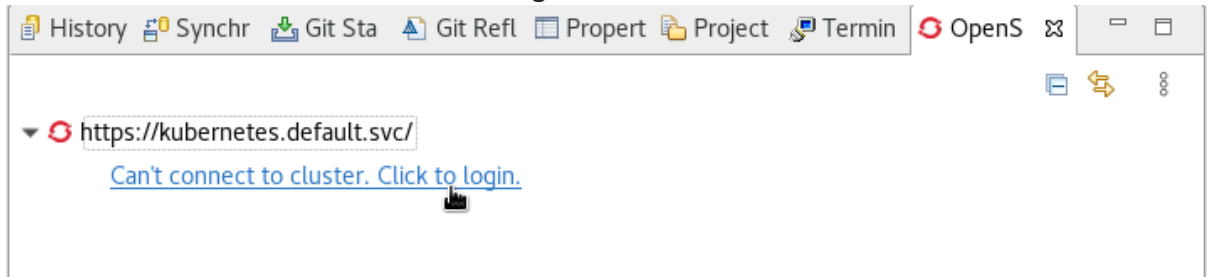 History Synchr Git Sta Git Refl Propert Project Termin OpenS
https://kubernetes.default.svc/
Can't connect to cluster. Click to login.